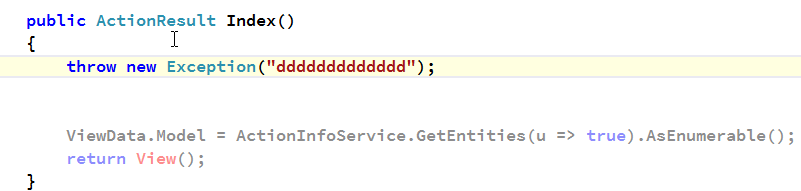 public ActionResult Index()
{
    throw new Exception("ddddddddddddd");
    ViewData.Model = ActionInfoService.GetEntities(u => true).AsEnumerable();
    return View();
}